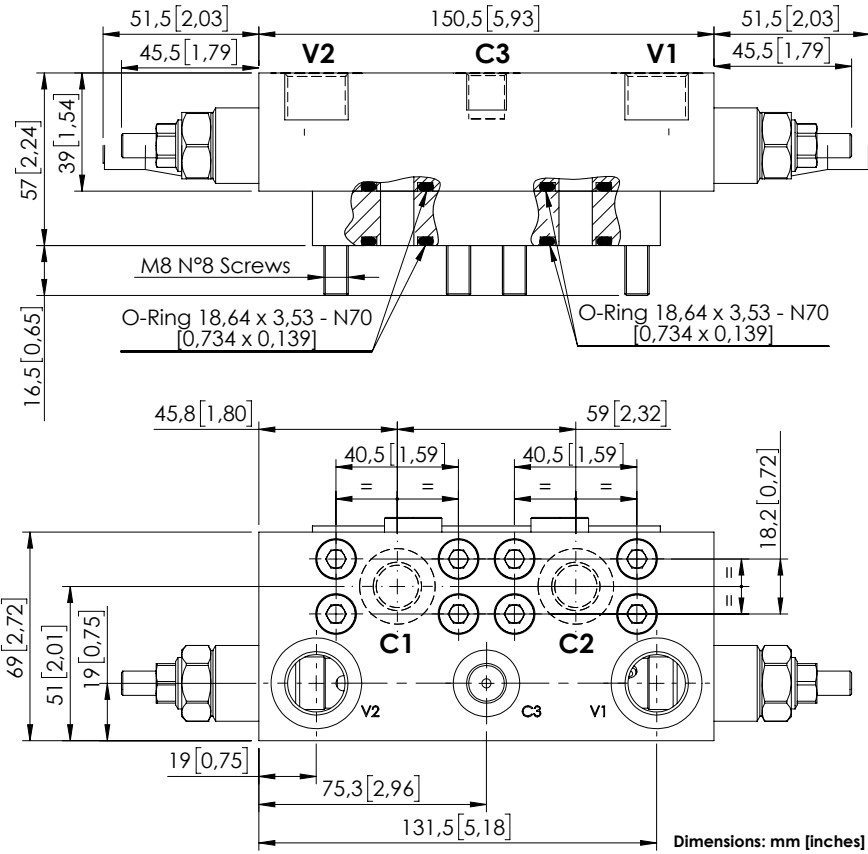 51,5[2,03]
150,5[5,93]
51,5[2,03]
45,5[1,79]
V2
C3
V1
45,5[1,79]
57[2,24]
39[1,54]
M8 N°8 Screws
16,5[0,65]
O-Ring 18,64 x 3,53 - N70
[0,734 x 0,139]
O-Ring 18,64 x 3,53 - N70
[0,734 x 0,139]
45,8[1,80]
59[2,32]
40,5[1,59]
40,5[1,59]
= =
= =
18,2[0,72]
=
=
69[2,72]
51[2,01]
19[0,75]
C1
C2
V2
C3
V1
19[0,75]
75,3[2,96]
131,5[5,18]
Dimensions: mm [inches]